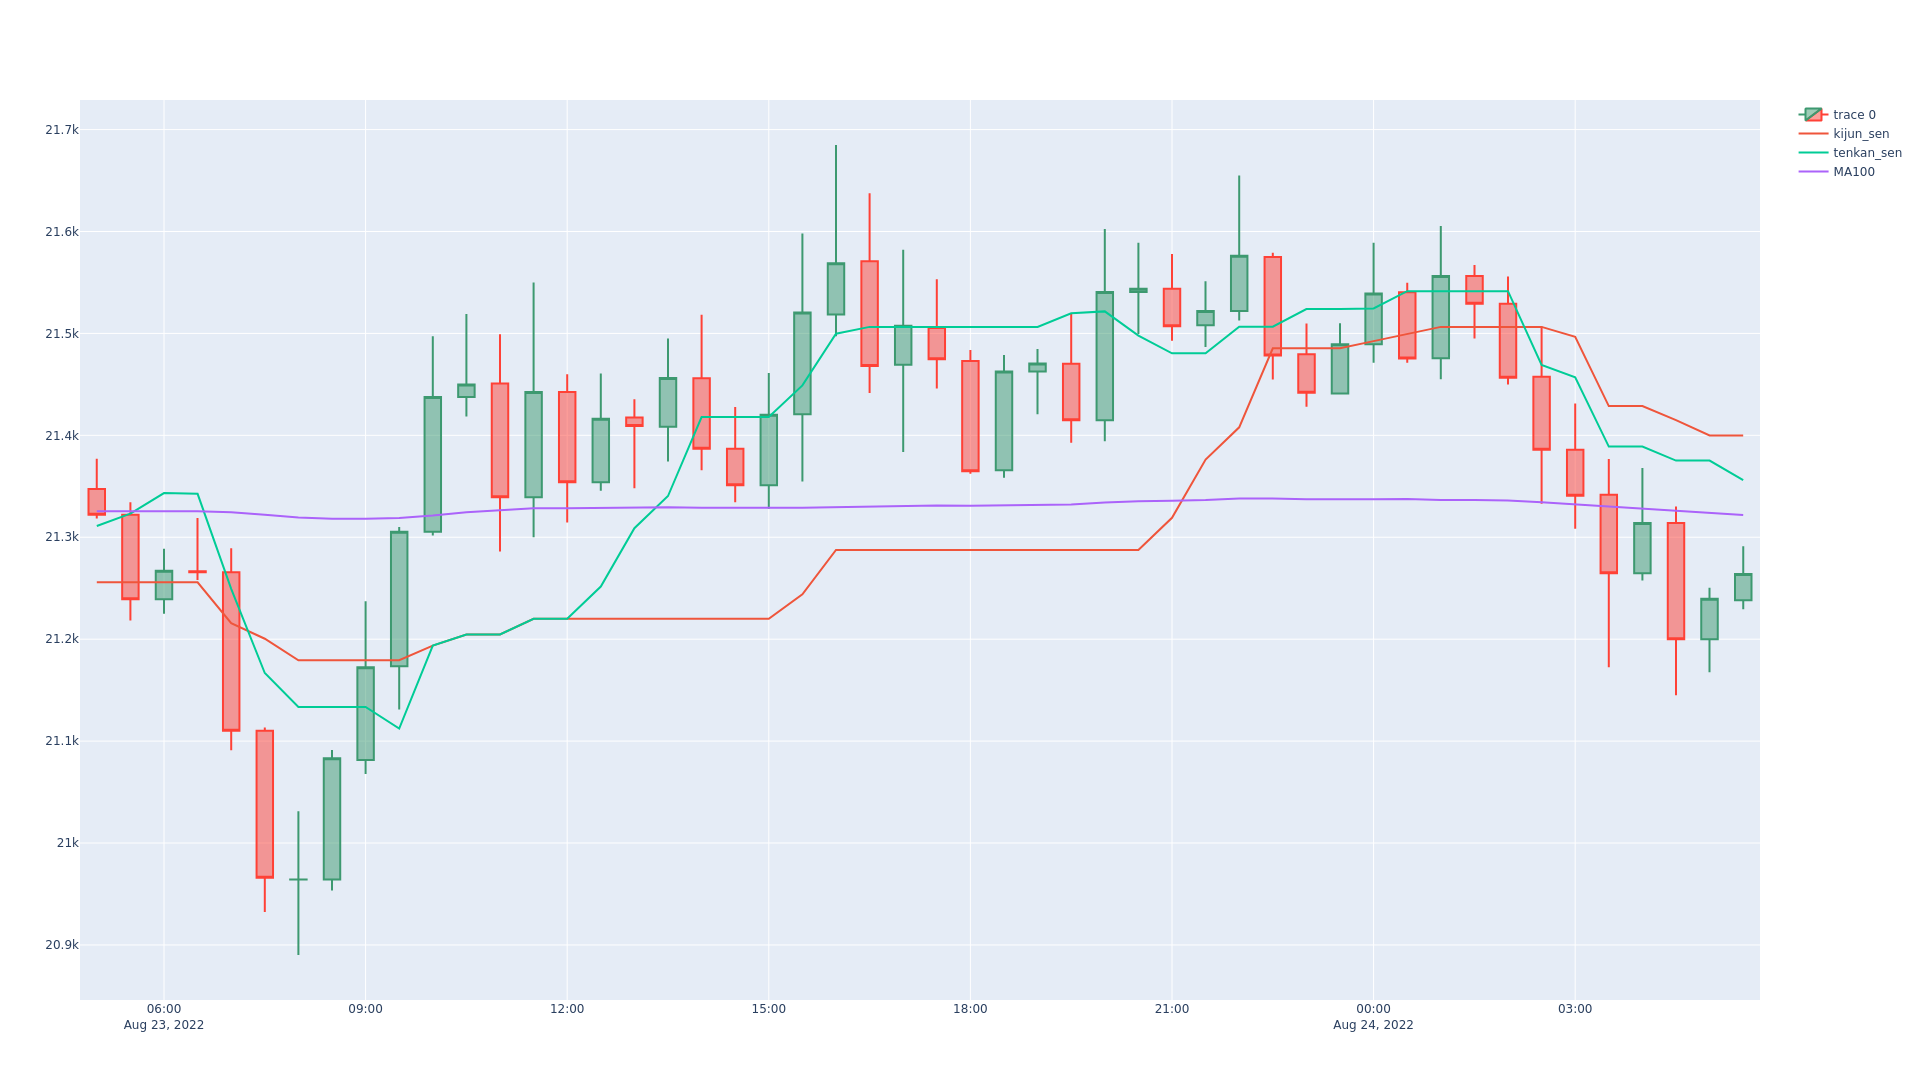 21.7k
21.6k
21.5k
21.4k
21.3k
21.2k
21.1k
21k
20.9k
06:00 09:00 12:00 15:00 18:00 21:00 00:00 03:00
Aug 23, 2022 Aug 24, 2022
trace 0
kijun_sen
tenkan_sen
MA100